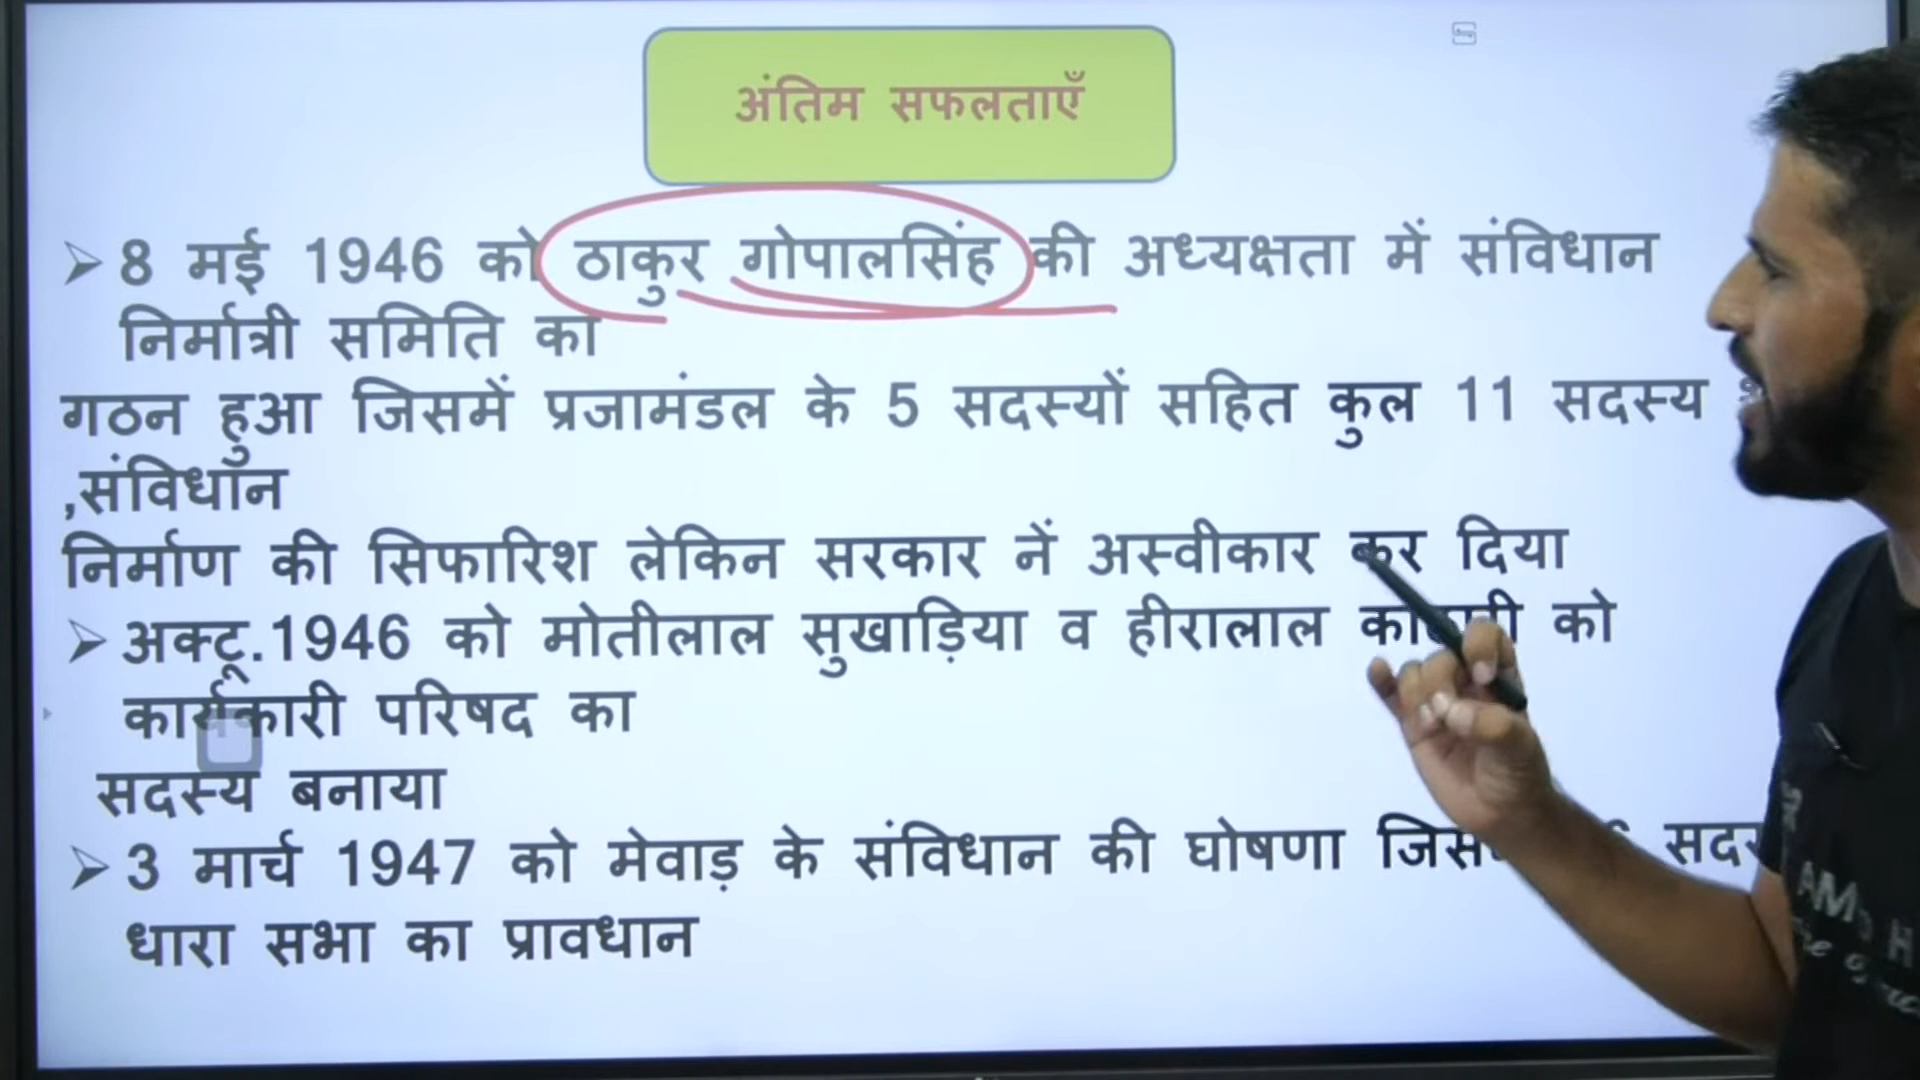 अंतिम सफलताएँ
➢ 8 मई 1946 को ठाकुर गोपालसिंह की अध्यक्षता में संविधान
निर्मात्री समिति का
गठन हुआ जिसमें प्रजामंडल के 5 सदस्यों सहित कुल 11 सदस्य
,संविधान
निर्माण की सिफारिश लेकिन सरकार नें अस्वीकार कर दिया
➢ अक्टू.1946 को मोतीलाल सुखाड़िया व हीरालाल को
कार्यकारी परिषद का
सदस्य बनाया
➢ 3 मार्च 1947 को मेवाड़ के संविधान की घोषणा
धारा सभा का प्रावधान